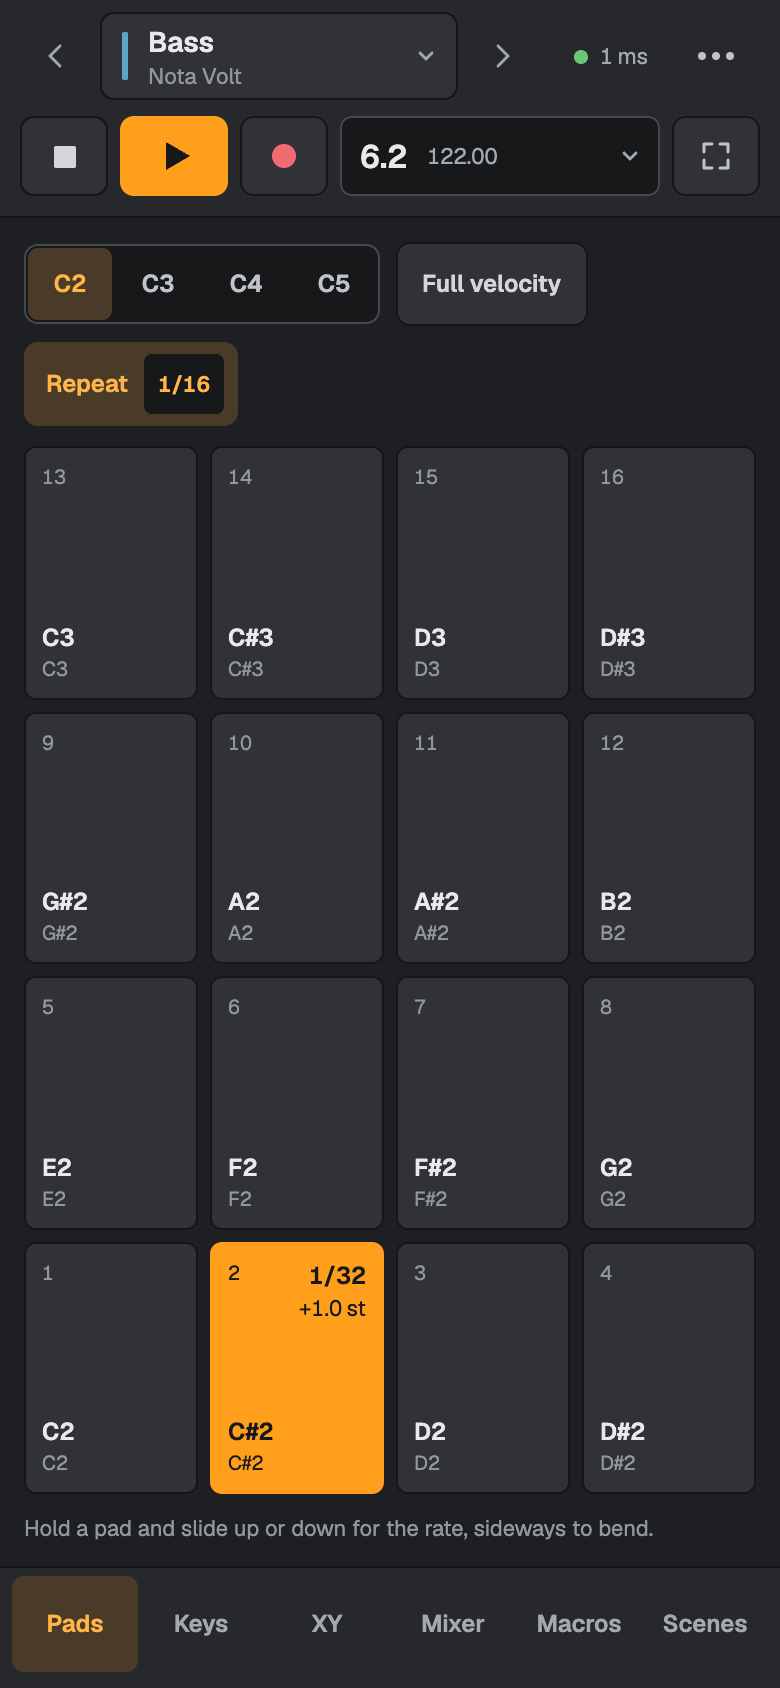 Bass
Nota Volt
1 ms
6.2 122.00
C2 C3 C4 C5 Full velocity
Repeat 1/16
13 14 15 16
C3 C#3 D3 D#3
C3 C#3 D3 D#3
9 10 11 12
G#2 A2 A#2 B2
G#2 A2 A#2 B2
5 6 7 8
E2 F2 F#2 G2
E2 F2 F#2 G2
1 2 1/32 3 4
+1.0 st
C2 C#2 D2 D#2
C2 C#2 D2 D#2
Hold a pad and slide up or down for the rate, sideways to bend.
Pads Keys XY Mixer Macros Scenes